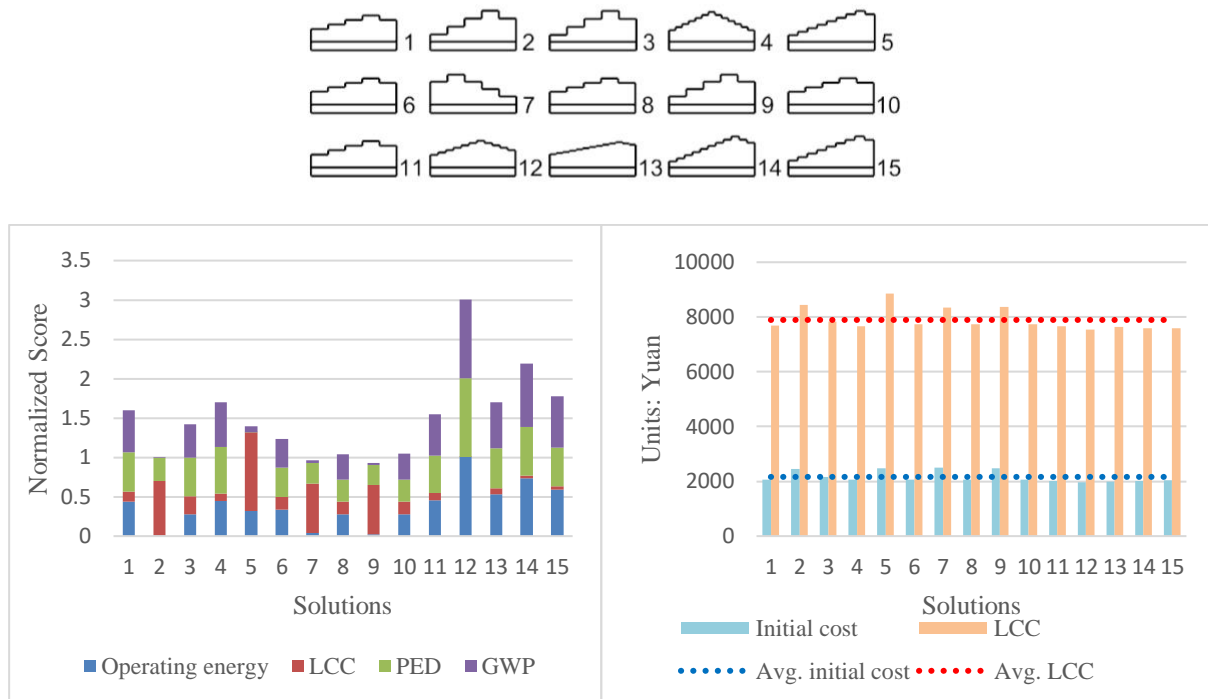 1 2 3 4 5
6 7 8 9 10
11 12 13 14 15
3.5
3
2.5
2
1.5
1
0.5
0
Normalized Score
1 2 3 4 5 6 7 8 9 10 11 12 13 14 15
Solutions
Operating energy LCC PED GWP
10000
8000
6000
4000
2000
0
Units: Yuan
1 2 3 4 5 6 7 8 9 10 11 12 13 14 15
Solutions
Initial cost LCC
Avg. initial cost Avg. LCC